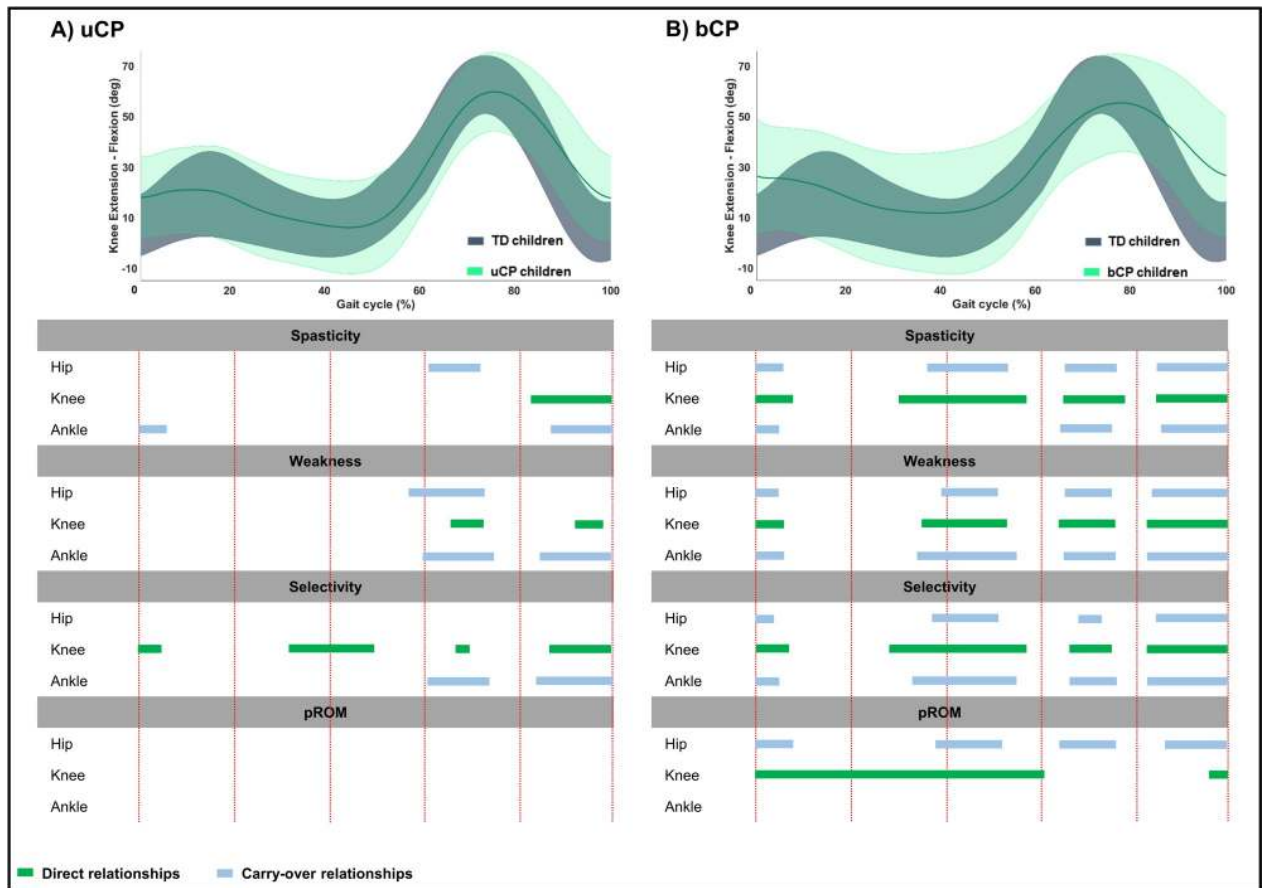 A) uCP
Knee Extension - Flexion (deg)
70
50
30
10
-10
TD children
uCP children
0
20
40
60
80
100
Gait cycle (%)
Spasticity
Hip
Knee
Ankle
Weakness
Hip
Knee
Ankle
Selectivity
Hip
Knee
Ankle
pROM
Hip
Knee
Ankle
B) bCP
Knee Extension - Flexion (deg)
70
50
30
10
-10
TD children
bCP children
0
20
40
60
80
100
Gait cycle (%)
Spasticity
Hip
Knee
Ankle
Weakness
Hip
Knee
Ankle
Selectivity
Hip
Knee
Ankle
pROM
Hip
Knee
Ankle
Direct relationships
Carry-over relationships